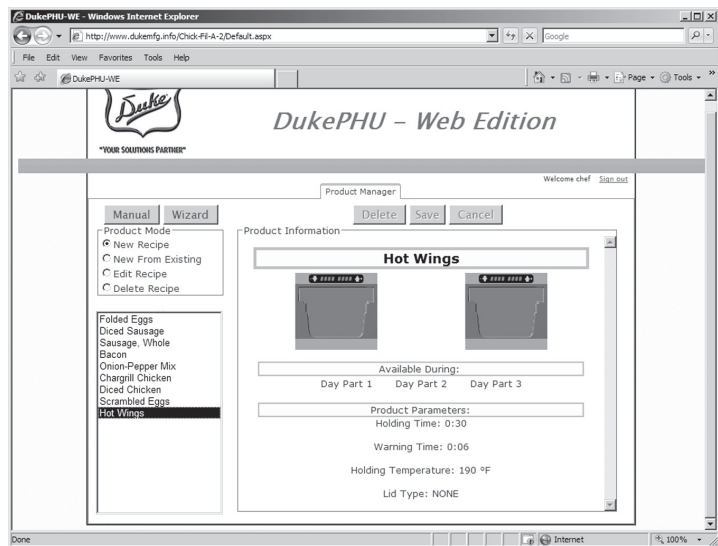 DukePHU-WE - Windows Internet Explorer
http://www.dukemfg.info/Chick-Fil-A-2/Default.aspx
Google
File Edit View Favorites Tools Help
DukePHU-WE
Page Tools
Duke
"YOUR SOLUTIONS PARTNER"
DukePHU - Web Edition
Welcome chef Sign out
Product Manager
Manual Wizard
Delete Save Cancel
Product Mode
New Recipe
New From Existing
Edit Recipe
Delete Recipe
Folded Eggs
Diced Sausage
Sausage, Whole
Bacon
Onion-Pepper Mix
Chargrill Chicken
Diced Chicken
Scrambled Eggs
Hot Wings
Product Information
Hot Wings
Available During:
Day Part 1 Day Part 2 Day Part 3
Product Parameters:
Holding Time: 0:30
Warning Time: 0:06
Holding Temperature: 190 ºF
Lid Type: NONE
Done
Internet
100%